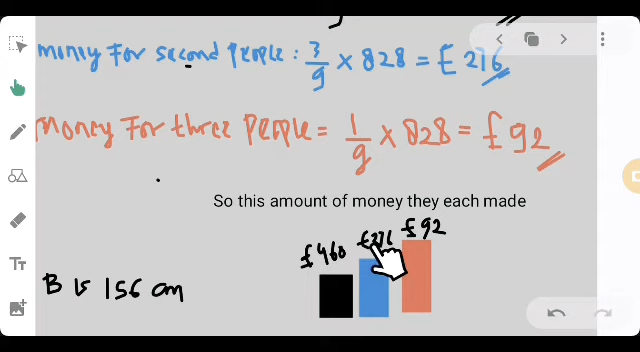 money for second people: 3/9 × 828 = £ 276
money for three people = 1/9 × 828 = £ 92
So this amount of money they each made
£460 £276 £92
B is 156 cm
Tt